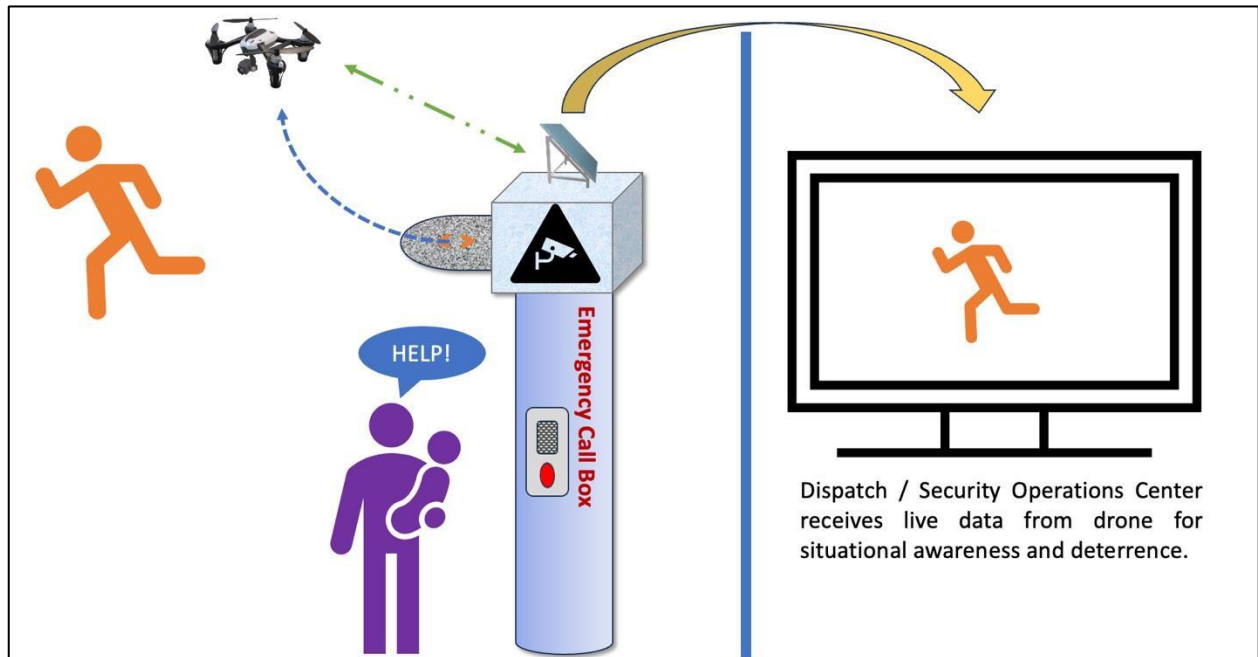 HELP!
Emergency Call Box
Dispatch / Security Operations Center
receives live data from drone for
situational awareness and deterrence.